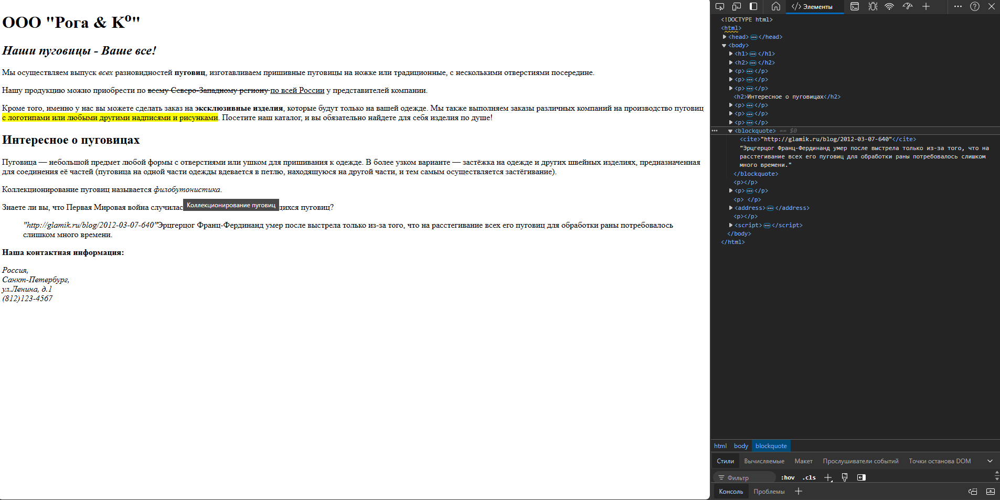 ООО "Рога & Kº"
Наши пуговицы - Ваше все!
Мы осуществляем выпуск всех разновидностей пуговиц, изготавливаем пришивные пуговицы на ножке или традиционные, с несколькими отверстиями посередине.
Нашу продукцию можно приобрести по всему Северо-Западному региону по всей России у представителей компании.
Кроме того, именно у нас вы можете сделать заказ на эксклюзивные изделия, которые будут только на вашей одежде. Мы также выполняем заказы различных компаний на производство пуговиц
с логотипами или любыми другими надписями и рисунками. Посетите наш каталог, и вы обязательно найдете для себя изделия по душе!
Интересное о пуговицах
Пуговица — небольшой предмет любой формы с отверстиями или ушком для пришивания к одежде. В более узком варианте — застёжка на одежде и других швейных изделиях, предназначенная
для соединения её частей (пуговица на одной части одежды вдевается в петлю, находящуюся на другой части, и тем самым осуществляется застёгивание).
Коллекционирование пуговиц называется филобутонистика.
Коллекционирование пуговиц
Знаете ли вы, что Первая Мировая война случилас щихся пуговиц?
"http://glamik.ru/blog/2012-03-07-640"Эрцгерцог Франц-Фердинанд умер после выстрела только из-за того, что на расстегивание всех его пуговиц для обработки раны потребовалось
слишком много времени.
Наша контактная информация:
Россия,
Санкт-Петербург,
ул.Ленина, д.1
(812)123-4567
</> Элементы
<!DOCTYPE html>
<html>
<head>•••</head>
<body>
<h1>•••</h1>
<h2>•••</h2>
<p>•••</p>
<p>•••</p>
<p>•••</p>
<h2>Интересное о пуговицах</h2>
<p>•••</p>
<p>•••</p>
<p>•••</p>
••• <blockquote> == $0
<cite>"http://glamik.ru/blog/2012-03-07-640"</cite>
"Эрцгерцог Франц-Фердинанд умер после выстрела только из-за того, что на
расстегивание всех его пуговиц для обработки раны потребовалось слишком
много времени."
</blockquote>
<p></p>
<p>•••</p>
<p> </p>
<address>•••</address>
<p></p>
<script>•••</script>
</body>
</html>
html body blockquote
Стили Вычисляемые Макет Прослушиватели событий Точки останова DOM
Фильтр :hov .cls
Консоль Проблемы